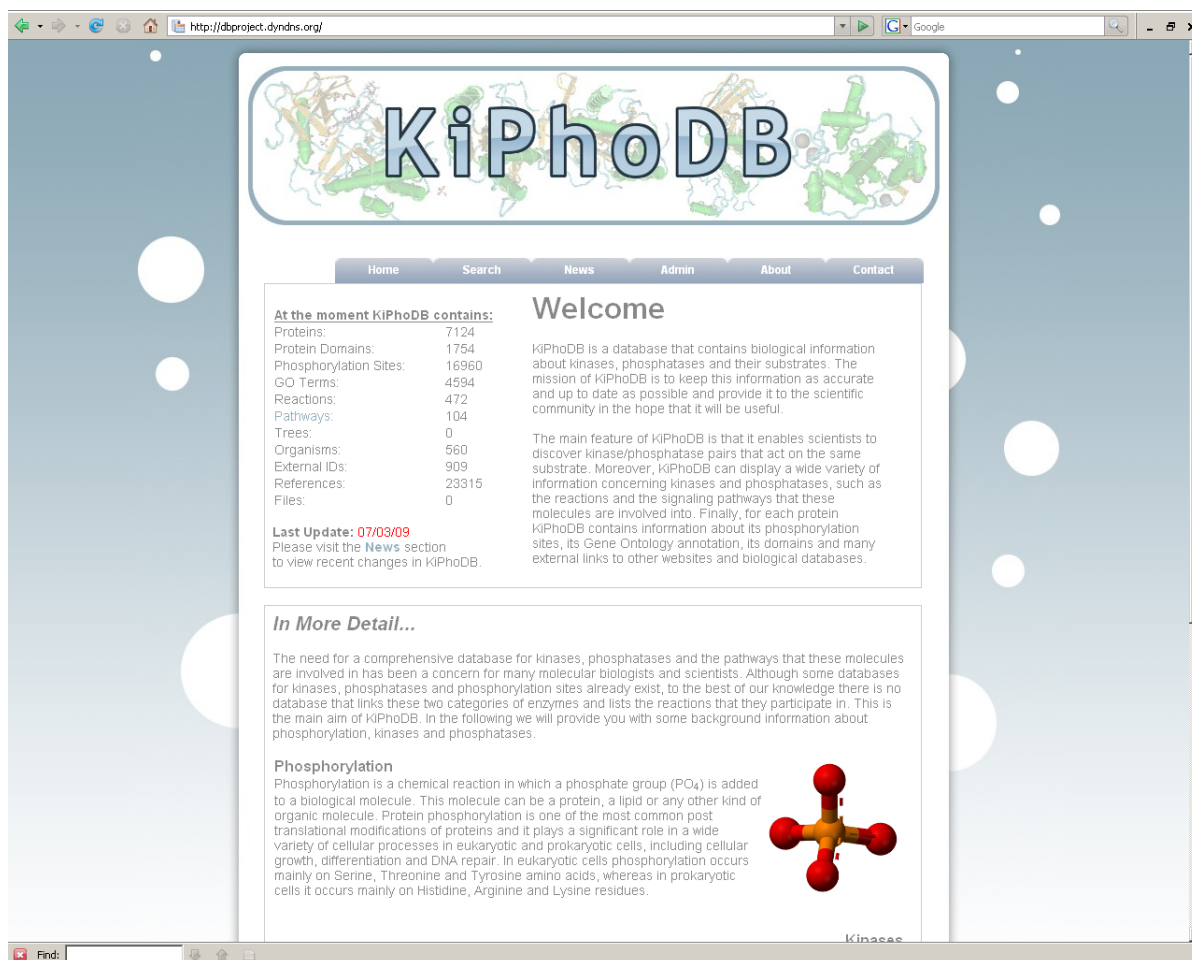 http://dbproject.dyndns.org/
Google
KiPhoDB
Home Search News Admin About Contact
At the moment KiPhoDB contains:
Proteins: 7124
Protein Domains: 1754
Phosphorylation Sites: 16960
GO Terms: 4594
Reactions: 472
Pathways: 104
Trees: 0
Organisms: 560
External IDs: 909
References: 23315
Files: 0
Last Update: 07/03/09
Please visit the News section
to view recent changes in KiPhoDB.
Welcome
KiPhoDB is a database that contains biological information
about kinases, phosphatases and their substrates. The
mission of KiPhoDB is to keep this information as accurate
and up to date as possible and provide it to the scientific
community in the hope that it will be useful.
The main feature of KiPhoDB is that it enables scientists to
discover kinase/phosphatase pairs that act on the same
substrate. Moreover, KiPhoDB can display a wide variety of
information concerning kinases and phosphatases, such as
the reactions and the signaling pathways that these
molecules are involved into. Finally, for each protein
KiPhoDB contains information about its phosphorylation
sites, its Gene Ontology annotation, its domains and many
external links to other websites and biological databases.
In More Detail...
The need for a comprehensive database for kinases, phosphatases and the pathways that these molecules
are involved in has been a concern for many molecular biologists and scientists. Although some databases
for kinases, phosphatases and phosphorylation sites already exist, to the best of our knowledge there is no
database that links these two categories of enzymes and lists the reactions that they participate in. This is
the main aim of KiPhoDB. In the following we will provide you with some background information about
phosphorylation, kinases and phosphatases.
Phosphorylation
Phosphorylation is a chemical reaction in which a phosphate group (PO₄) is added
to a biological molecule. This molecule can be a protein, a lipid or any other kind of
organic molecule. Protein phosphorylation is one of the most common post
translational modifications of proteins and it plays a significant role in a wide
variety of cellular processes in eukaryotic and prokaryotic cells, including cellular
growth, differentiation and DNA repair. In eukaryotic cells phosphorylation occurs
mainly on Serine, Threonine and Tyrosine amino acids, whereas in prokaryotic
cells it occurs mainly on Histidine, Arginine and Lysine residues.
Kinases
Find: